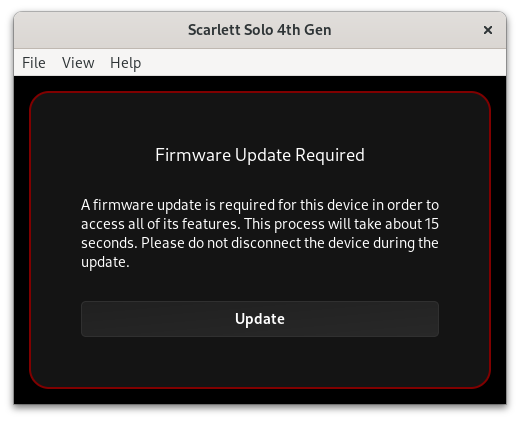 Scarlett Solo 4th Gen
File View Help
Firmware Update Required
A firmware update is required for this device in order to
access all of its features. This process will take about 15
seconds. Please do not disconnect the device during the
update.
Update